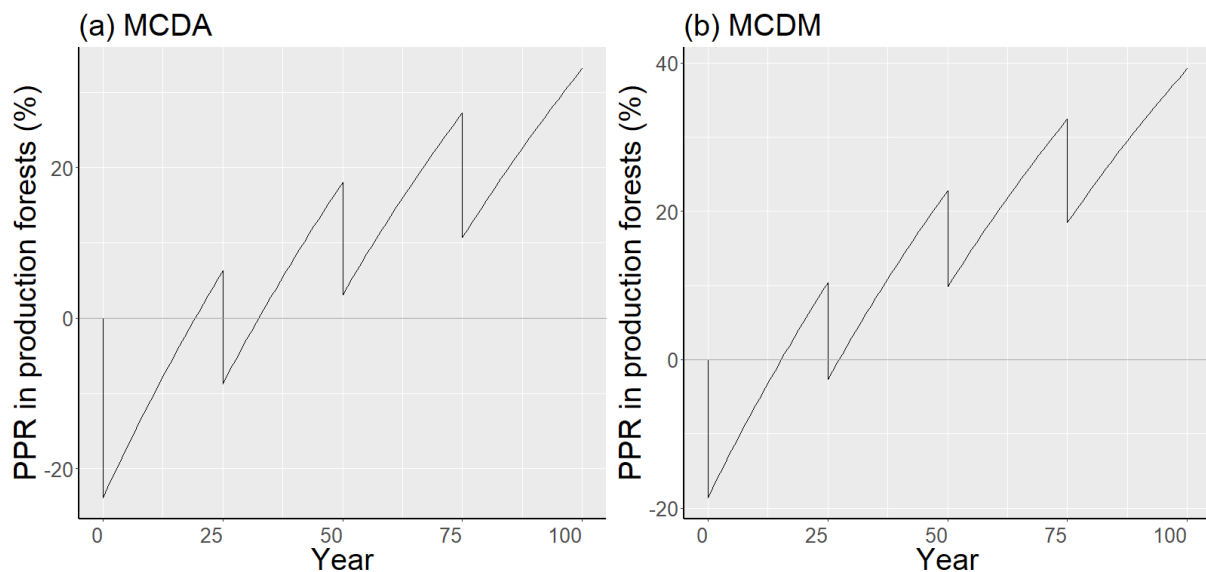 (a) MCDA
PPR in production forests (%)
20
0
-20
0 25 50 75 100
Year
(b) MCDM
PPR in production forests (%)
40
20
0
-20
0 25 50 75 100
Year